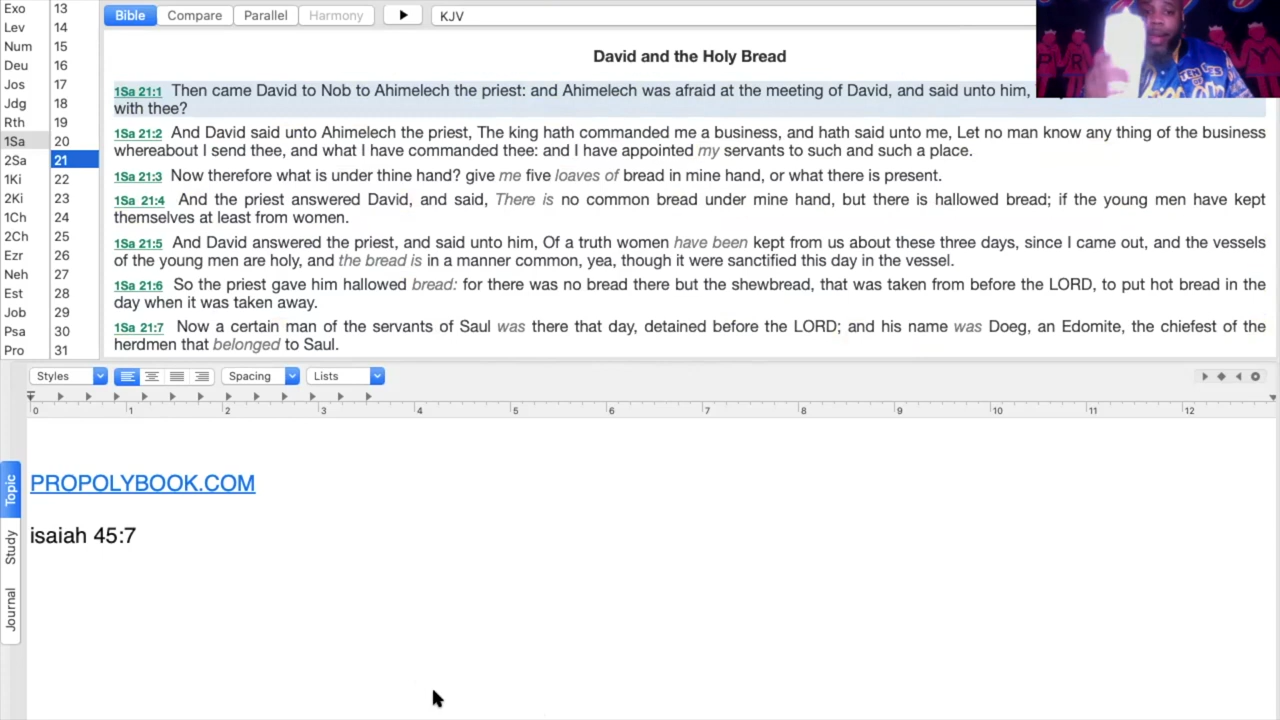 Exo 13
Lev 14
Num 15
Deu 16
Jos 17
Jdg 18
Rth 19
1Sa 20
2Sa 21
1Ki 22
2Ki 23
1Ch 24
2Ch 25
Ezr 26
Neh 27
Est 28
Job 29
Psa 30
Pro 31
Bible Compare Parallel Harmony KJV
David and the Holy Bread
1Sa 21:1 Then came David to Nob to Ahimelech the priest: and Ahimelech was afraid at the meeting of David, and said unto him,
with thee?
1Sa 21:2 And David said unto Ahimelech the priest, The king hath commanded me a business, and hath said unto me, Let no man know any thing of the business
whereabout I send thee, and what I have commanded thee: and I have appointed my servants to such and such a place.
1Sa 21:3 Now therefore what is under thine hand? give me five loaves of bread in mine hand, or what there is present.
1Sa 21:4 And the priest answered David, and said, There is no common bread under mine hand, but there is hallowed bread; if the young men have kept
themselves at least from women.
1Sa 21:5 And David answered the priest, and said unto him, Of a truth women have been kept from us about these three days, since I came out, and the vessels
of the young men are holy, and the bread is in a manner common, yea, though it were sanctified this day in the vessel.
1Sa 21:6 So the priest gave him hallowed bread: for there was no bread there but the shewbread, that was taken from before the LORD, to put hot bread in the
day when it was taken away.
1Sa 21:7 Now a certain man of the servants of Saul was there that day, detained before the LORD; and his name was Doeg, an Edomite, the chiefest of the
herdmen that belonged to Saul.
Styles Spacing Lists
0 1 2 3 4 5 6 7 8 9 10 11 12
Topic
Study
Journal
PROPOLYBOOK.COM
isaiah 45:7